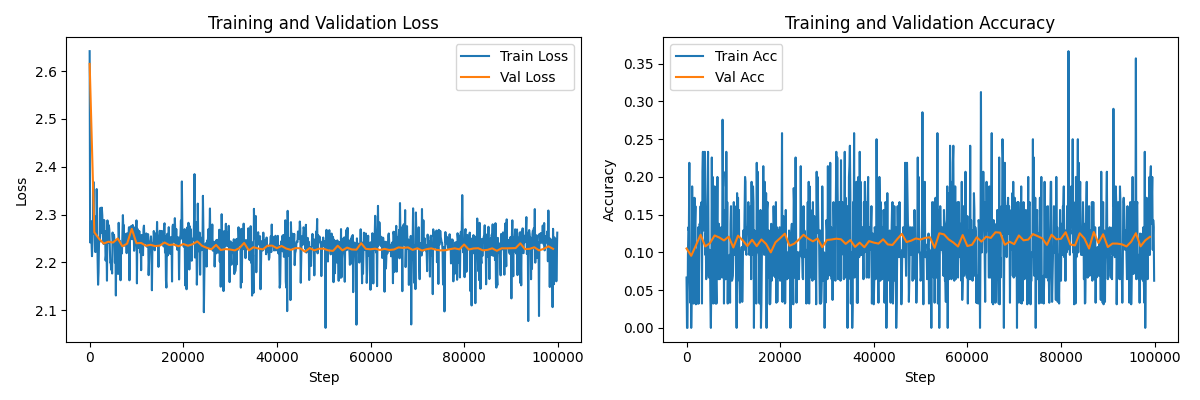 Training and Validation Loss
Train Loss
Val Loss
2.6
2.5
2.4
2.3
2.2
2.1
Loss
0 20000 40000 60000 80000 100000
Step
Training and Validation Accuracy
Train Acc
Val Acc
0.35
0.30
0.25
0.20
0.15
0.10
0.05
0.00
Accuracy
0 20000 40000 60000 80000 100000
Step